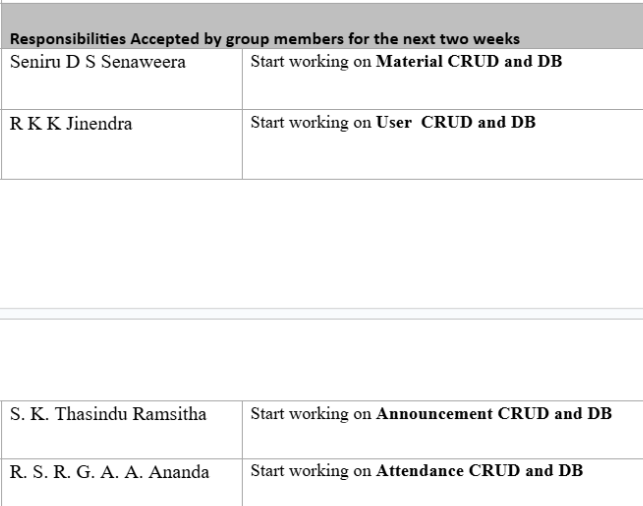 Responsibilities Accepted by group members for the next two weeks
Seniru D S Senaweera Start working on Material CRUD and DB
R K K Jinendra Start working on User CRUD and DB
S. K. Thasindu Ramsitha Start working on Announcement CRUD and DB
R. S. R. G. A. A. Ananda Start working on Attendance CRUD and DB